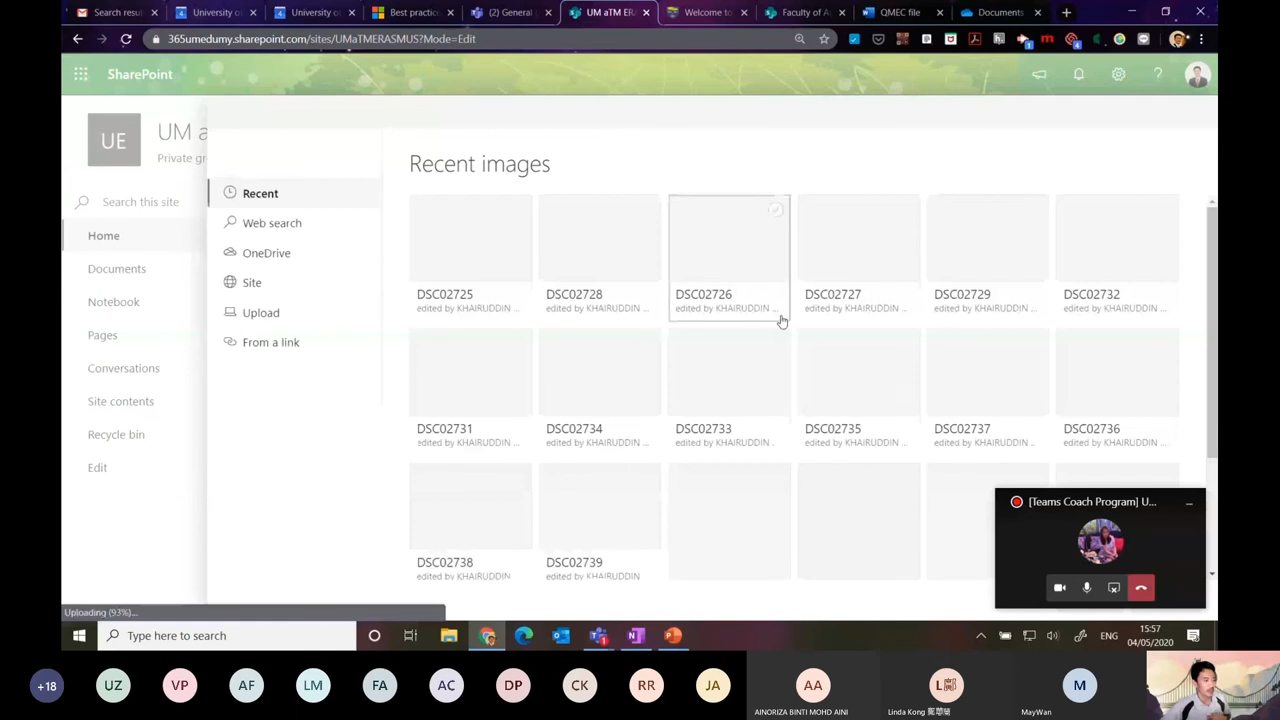 Search resu
University of
University on
Best practice
(2) General
UM aTM ERA
Welcome to
Faculty of A
QMEC file
Documents
365umedumy.sharepoint.com/sites/UMaTMERASMUS?Mode=Edit
SharePoint
UE
UM a
Private gr
Search this site
Home
Documents
Notebook
Pages
Conversations
Site contents
Recycle bin
Edit
Recent
Web search
OneDrive
Site
Upload
From a link
Recent images
DSC02725
edited by KHAIRUDDIN ...
DSC02728
edited by KHAIRUDDIN ...
DSC02726
edited by KHAIRUDDIN ...
DSC02727
edited by KHAIRUDDIN ...
DSC02729
edited by KHAIRUDDIN ...
DSC02732
edited by KHAIRUDDIN ...
DSC02731
edited by KHAIRUDDIN ...
DSC02734
edited by KHAIRUDDIN ...
DSC02733
edited by KHAIRUDDIN ...
DSC02735
edited by KHAIRUDDIN ...
DSC02737
edited by KHAIRUDDIN ...
DSC02736
edited by KHAIRUDDIN ...
DSC02738
edited by KHAIRUDDIN
DSC02739
edited by KHAIRUDDIN
[Teams Coach Program] U...
Uploading (93%)...
Type here to search
ENG
15:57
04/05/2020
+18
UZ
VP
AF
LM
FA
AC
DP
CK
RR
JA
AA
AINORIZA BINTI MOHD AINI
L鄺
Linda Kong
M
MayWan